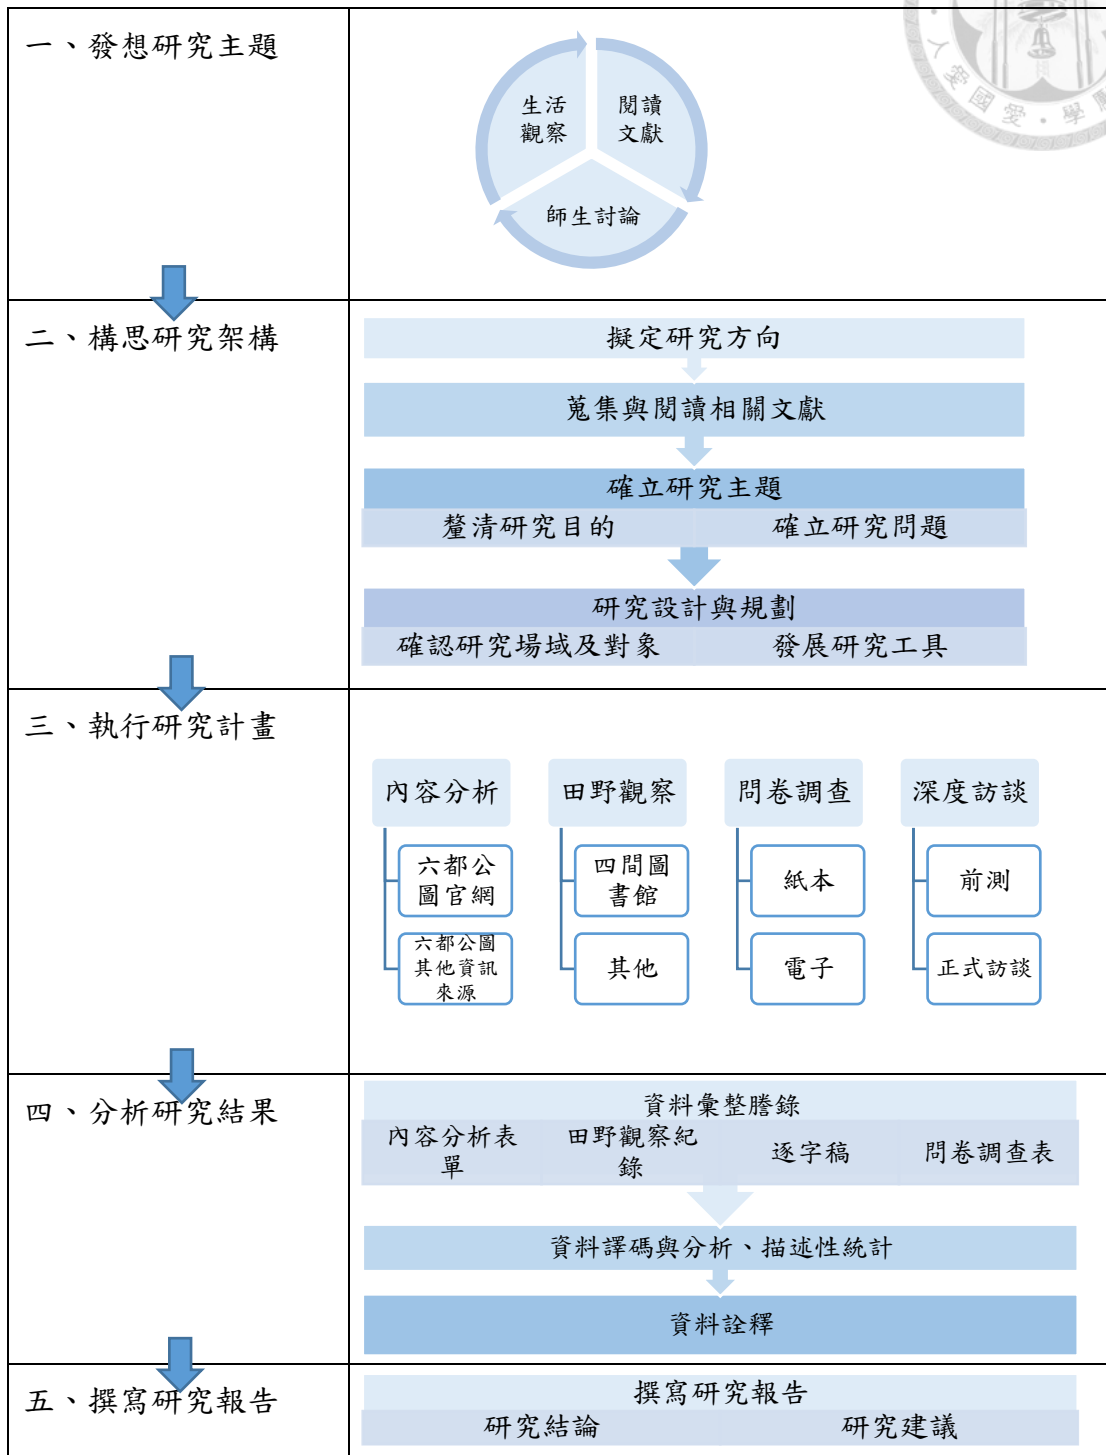 一、發想研究主題
生活
觀察
閱讀
文獻
師生討論
人愛國愛・學
二、構思研究架構
擬定研究方向
蒐集與閱讀相關文獻
確立研究主題
釐清研究目的
確立研究問題
研究設計與規劃
確認研究場域及對象
發展研究工具
三、執行研究計畫
內容分析
六都公
圖官網
六都公圖
其他資訊
來源
田野觀察
四間圖
書館
其他
問卷調查
紙本
電子
深度訪談
前測
正式訪談
四、分析研究結果
資料彙整謄錄
內容分析表
單
田野觀察紀
錄
逐字稿
問卷調查表
資料譯碼與分析、描述性統計
資料詮釋
五、撰寫研究報告
撰寫研究報告
研究結論
研究建議